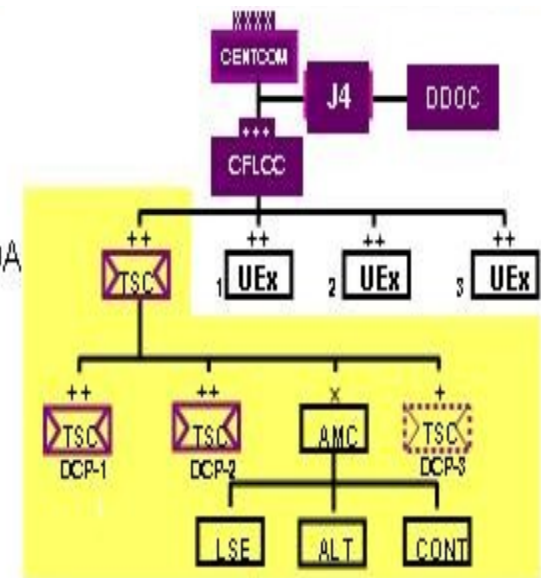 XXXX
CENTCOM
J4
DDOC
+++
CFLCC
++ ++ ++ ++
TSC 1 UEx 2 UEx 3 UEx
++ ++ X +
TSC TSC AMC TSC
DCP-1 DCP-2 DCP-3
LSE ALT CONT